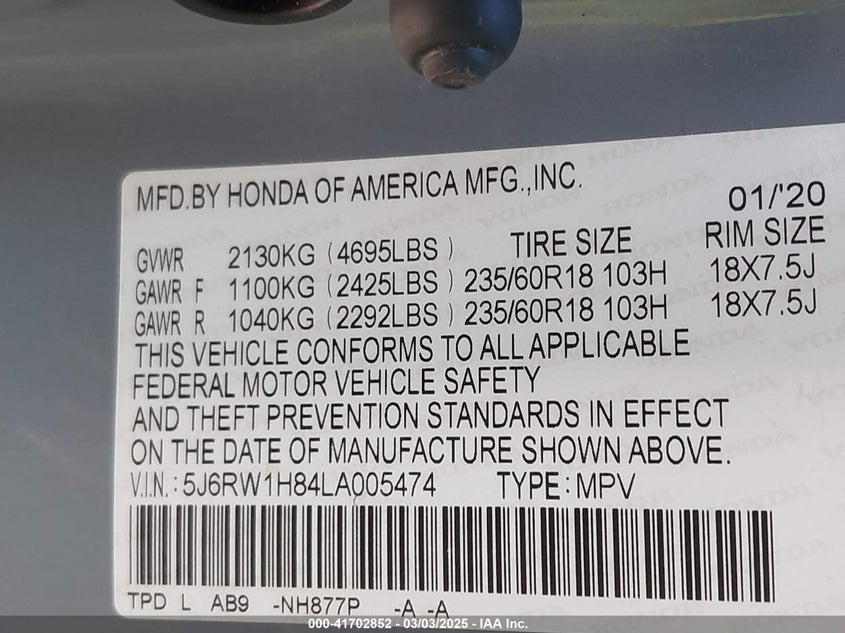 MFD.BY HONDA OF AMERICA MFG.,INC.
01/'20
TIRE SIZE RIM SIZE
GVWR 2130KG (4695LBS)
GAWR F 1100KG (2425LBS) 235/60R18 103H 18X7.5J
GAWR R 1040KG (2292LBS) 235/60R18 103H 18X7.5J
THIS VEHICLE CONFORMS TO ALL APPLICABLE
FEDERAL MOTOR VEHICLE SAFETY
AND THEFT PREVENTION STANDARDS IN EFFECT
ON THE DATE OF MANUFACTURE SHOWN ABOVE.
V.I.N.: 5J6RW1H84LA005474 TYPE: MPV
TPD L AB9 -NH877P -A -A
000-41702852 - 03/03/2025 - IAA Inc.